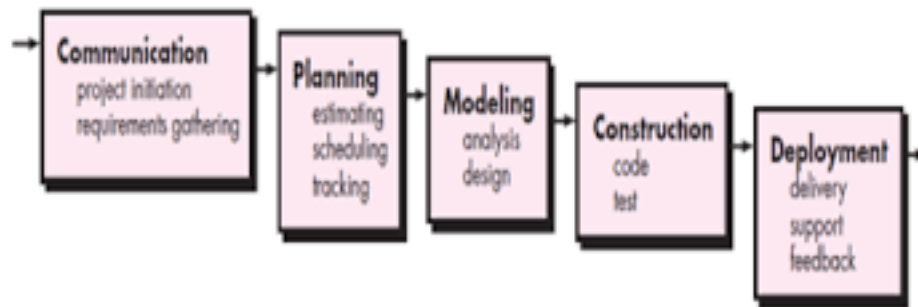 Communication
project initiation
requirements gathering
Planning
estimating
scheduling
tracking
Modeling
analysis
design
Construction
code
test
Deployment
delivery
support
feedback